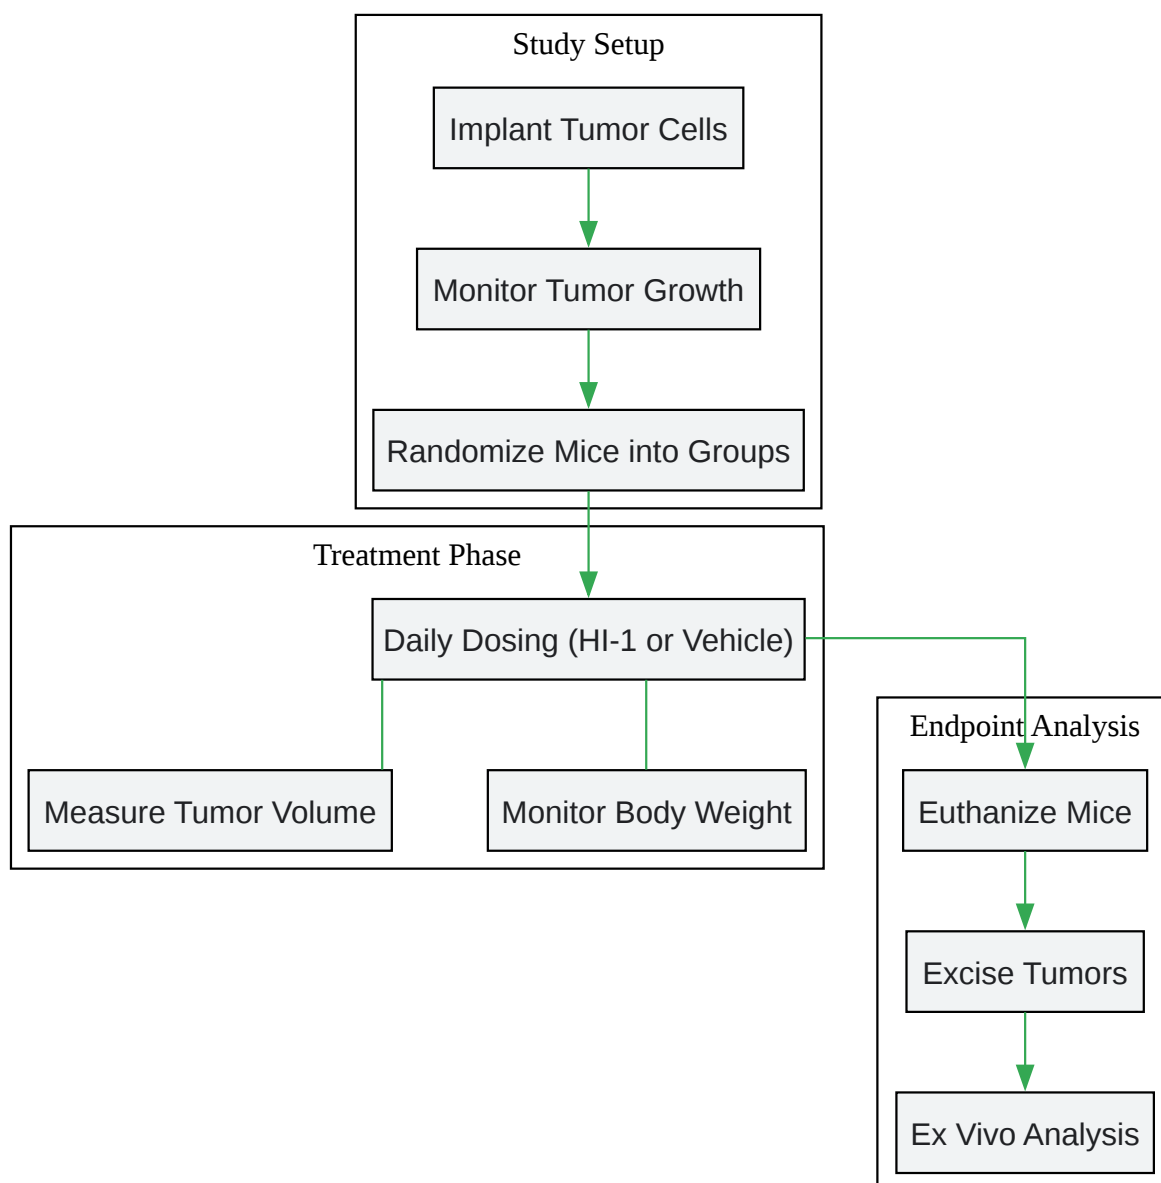 Study Setup
Implant Tumor Cells
Monitor Tumor Growth
Randomize Mice into Groups
Treatment Phase
Daily Dosing (HI-1 or Vehicle)
Measure Tumor Volume
Monitor Body Weight
Endpoint Analysis
Euthanize Mice
Excise Tumors
Ex Vivo Analysis